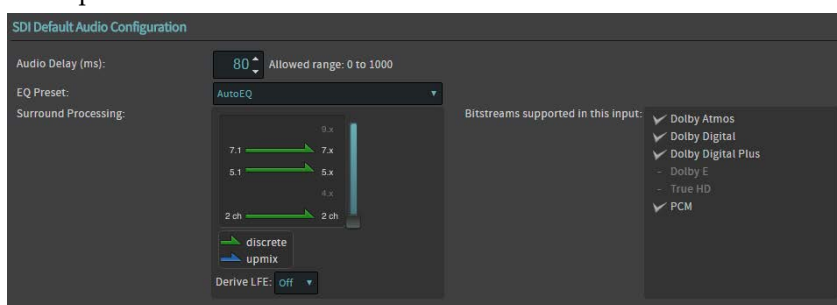 SDI Default Audio Configuration
Audio Delay (ms): 80 Allowed range: 0 to 1000
EQ Preset: AutoEQ
Surround Processing:
9.x
7.1 7.x
5.1 5.x
4.x
2 ch 2 ch
discrete
upmix
Derive LFE: Off
Bitstreams supported in this input:
Dolby Atmos
Dolby Digital
Dolby Digital Plus
- Dolby E
- True HD
PCM